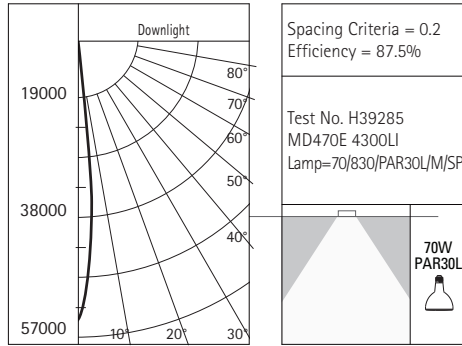 Downlight
19000
38000
57000
80°
70°
60°
50°
40°
10° 20° 30°
Spacing Criteria = 0.2
Efficiency = 87.5%
Test No. H39285
MD470E 4300LI
Lamp=70/830/PAR30L/M/SP
70W
PAR30L